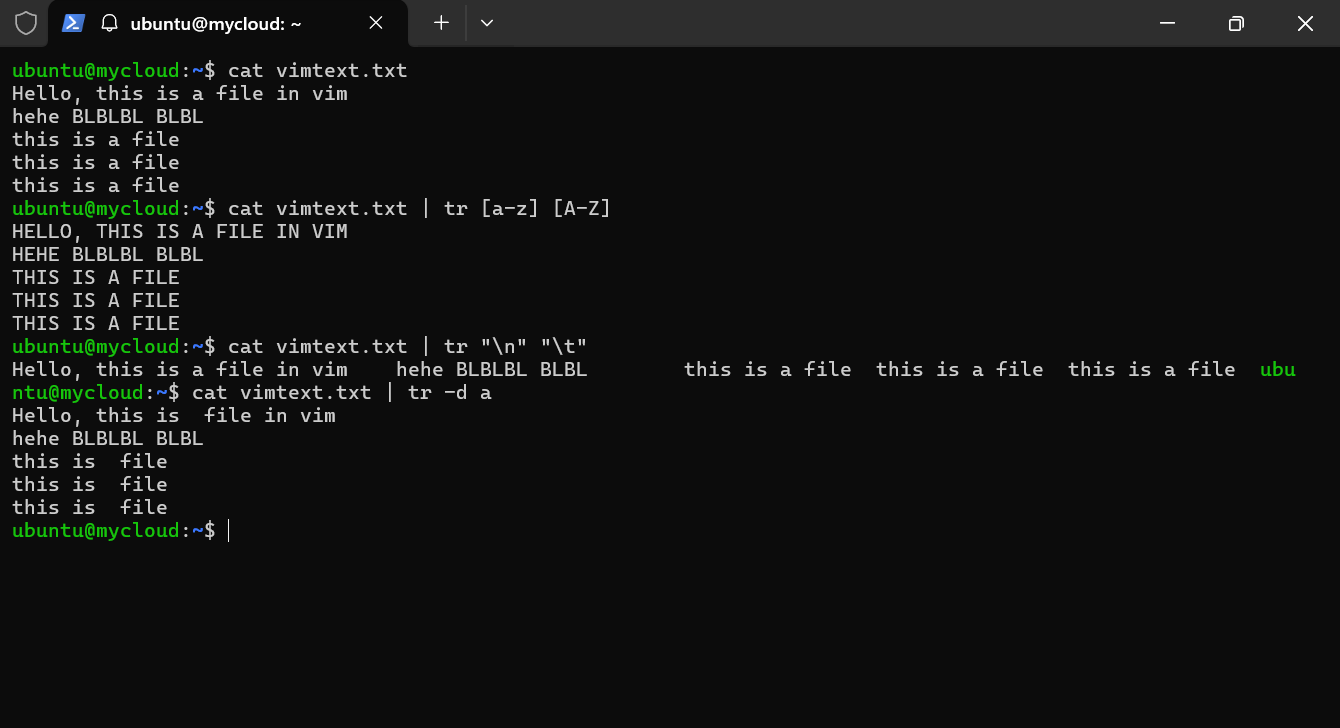 ubuntu@mycloud: ~
ubuntu@mycloud:~$ cat vimtext.txt
Hello, this is a file in vim
hehe BLBLBL BLBL
this is a file
this is a file
this is a file
ubuntu@mycloud:~$ cat vimtext.txt | tr [a-z] [A-Z]
HELLO, THIS IS A FILE IN VIM
HEHE BLBLBL BLBL
THIS IS A FILE
THIS IS A FILE
THIS IS A FILE
ubuntu@mycloud:~$ cat vimtext.txt | tr "\n" "\t"
Hello, this is a file in vim    hehe BLBLBL BLBL        this is a file  this is a file  this is a file  ubu
ntu@mycloud:~$ cat vimtext.txt | tr -d a
Hello, this is  file in vim
hehe BLBLBL BLBL
this is  file
this is  file
this is  file
ubuntu@mycloud:~$